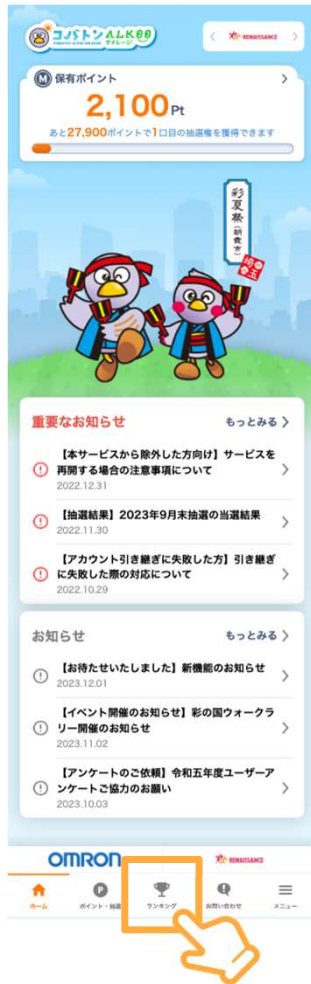 コバトンALKOO
マイレージ
RENAISSANCE
M 保有ポイント
2,100 Pt
あと27,900ポイントで1口目の抽選権を獲得できます
彩夏祭(朝霞市)
埼玉
重要なお知らせ もっとみる
【本サービスから除外した方向け】サービスを
再開する場合の注意事項について
2022.12.31
【抽選結果】2023年9月末抽選の当選結果
2022.11.30
【アカウント引き継ぎに失敗した方】引き継ぎ
に失敗した際の対応について
2022.10.29
お知らせ もっとみる
【お待たせいたしました】新機能のお知らせ
2023.12.01
【イベント開催のお知らせ】彩の国ウォークラ
リー開催のお知らせ
2023.11.02
【アンケートのご依頼】令和五年度ユーザーア
ンケートご協力のお願い
2023.10.03
OMRON RENAISSANCE
ホーム ポイント・抽選 ランキング お問い合わせ メニュー